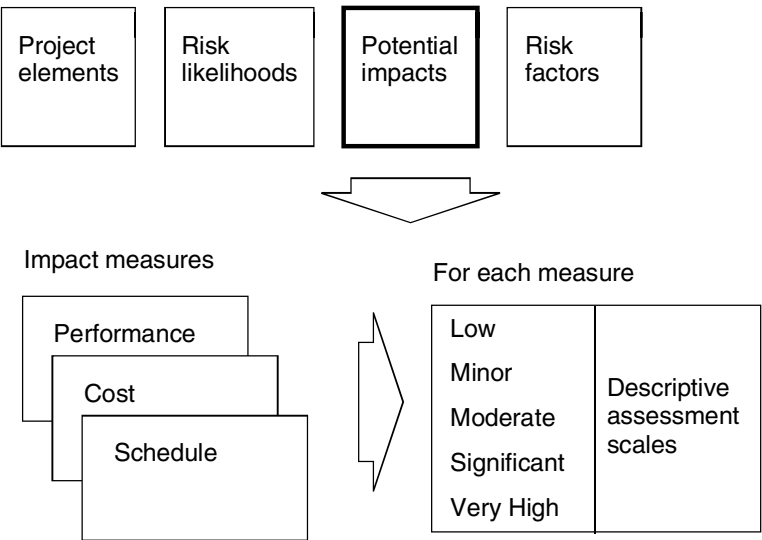 Project
elements
Risk
likelihoods
Potential
impacts
Risk
factors
Impact measures
Performance
Cost
Schedule
For each measure
Low
Minor
Moderate
Significant
Very High
Descriptive
assessment
scales